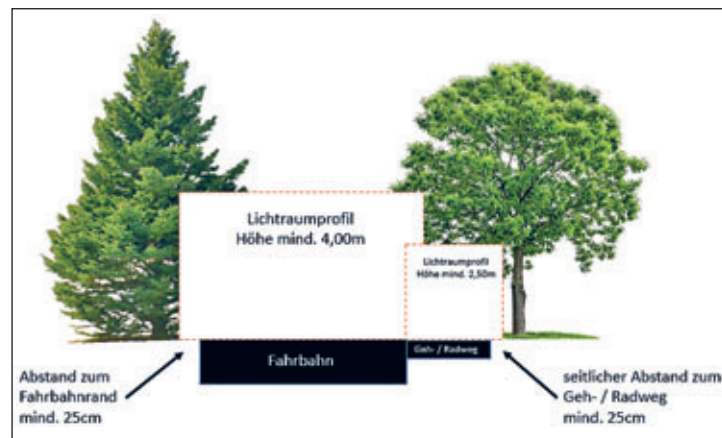 Lichtraumprofil
Höhe mind. 4,00m
Lichtraumprofil
Höhe mind. 2,50m
Fahrbahn
Geh- / Radweg
Abstand zum
Fahrbahnrand
mind. 25cm
seitlicher Abstand zum
Geh- / Radweg
mind. 25cm